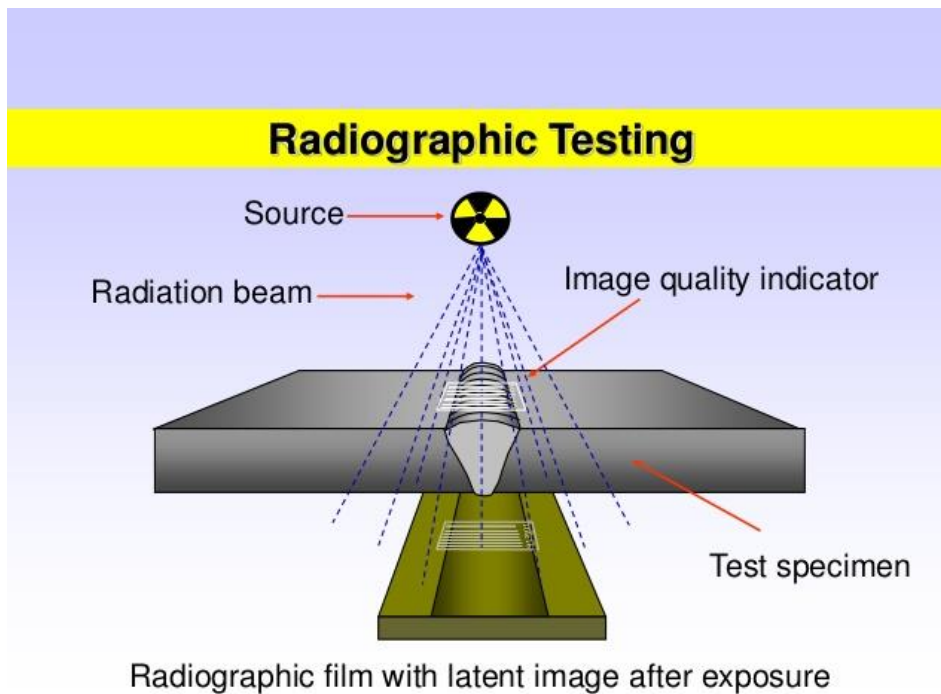 Radiographic Testing
Source
Radiation beam
Image quality indicator
Test specimen
Radiographic film with latent image after exposure